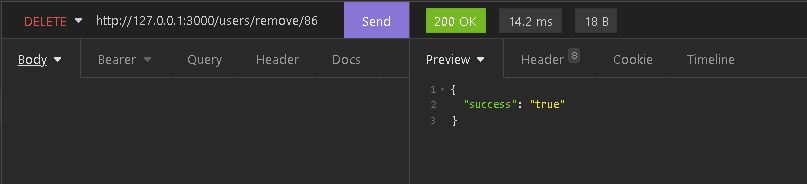 DELETE http://127.0.0.1:3000/users/remove/86 Send 200 OK 14.2 ms 18 B
Body Bearer Query Header Docs Preview Header 8 Cookie Timeline
1 {
2 "success": "true"
3 }